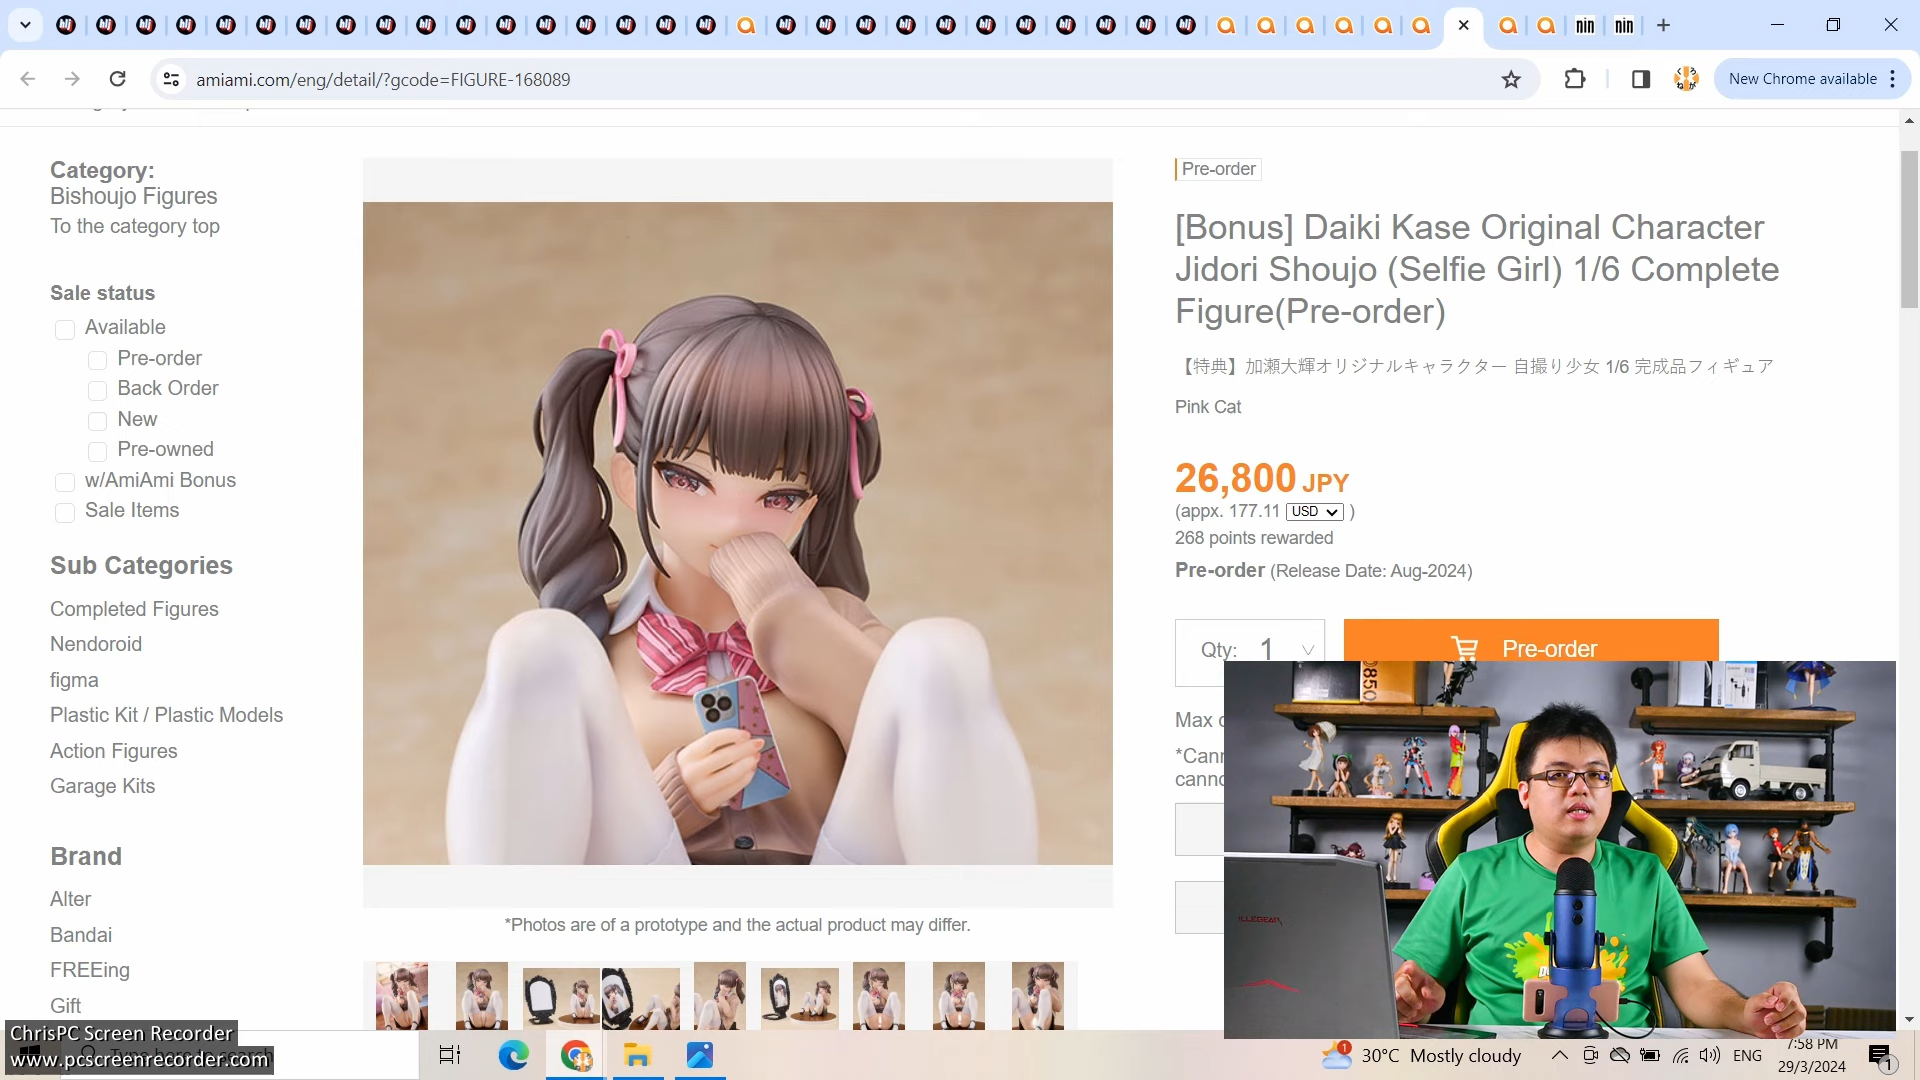 amiami.com/eng/detail/?gcode=FIGURE-168089
New Chrome available
Category:
Bishoujo Figures
To the category top
Sale status
Available
Pre-order
Back Order
New
Pre-owned
w/AmiAmi Bonus
Sale Items
Sub Categories
Completed Figures
Nendoroid
figma
Plastic Kit / Plastic Models
Action Figures
Garage Kits
Brand
Alter
Bandai
FREEing
Gift
*Photos are of a prototype and the actual product may differ.
Pre-order
[Bonus] Daiki Kase Original Character
Jidori Shoujo (Selfie Girl) 1/6 Complete
Figure(Pre-order)
【特典】加瀬大輝オリジナルキャラクター 自撮り少女 1/6 完成品フィギュア
Pink Cat
26,800 JPY
(appx. 177.11 USD )
268 points rewarded
Pre-order (Release Date: Aug-2024)
Qty: 1
Pre-order
Max
D850
ChrisPC Screen Recorder
www.pcscreenrecorder.com
30°C Mostly cloudy
ENG
7:58 PM
29/3/2024
1